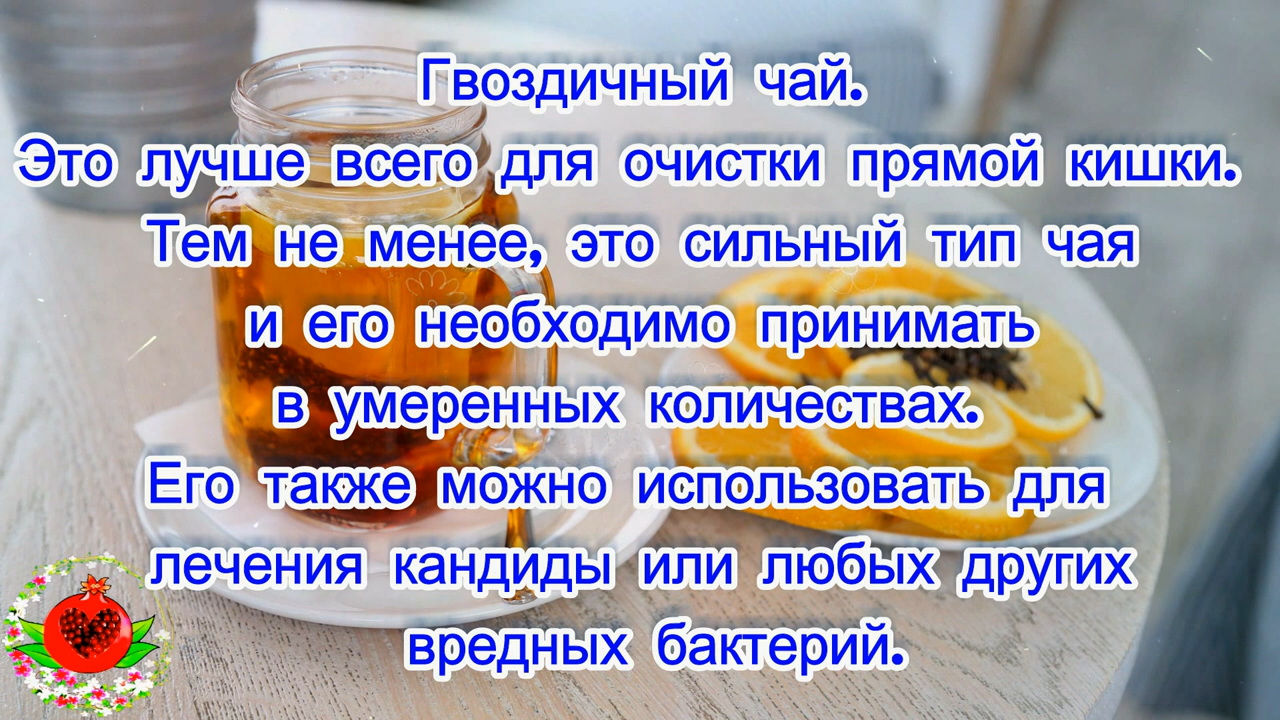 Гвоздичный чай.
Это лучше всего для очистки прямой кишки.
Тем не менее, это сильный тип чая
и его необходимо принимать
в умеренных количествах.
Его также можно использовать для
лечения кандиды или любых других
вредных бактерий.